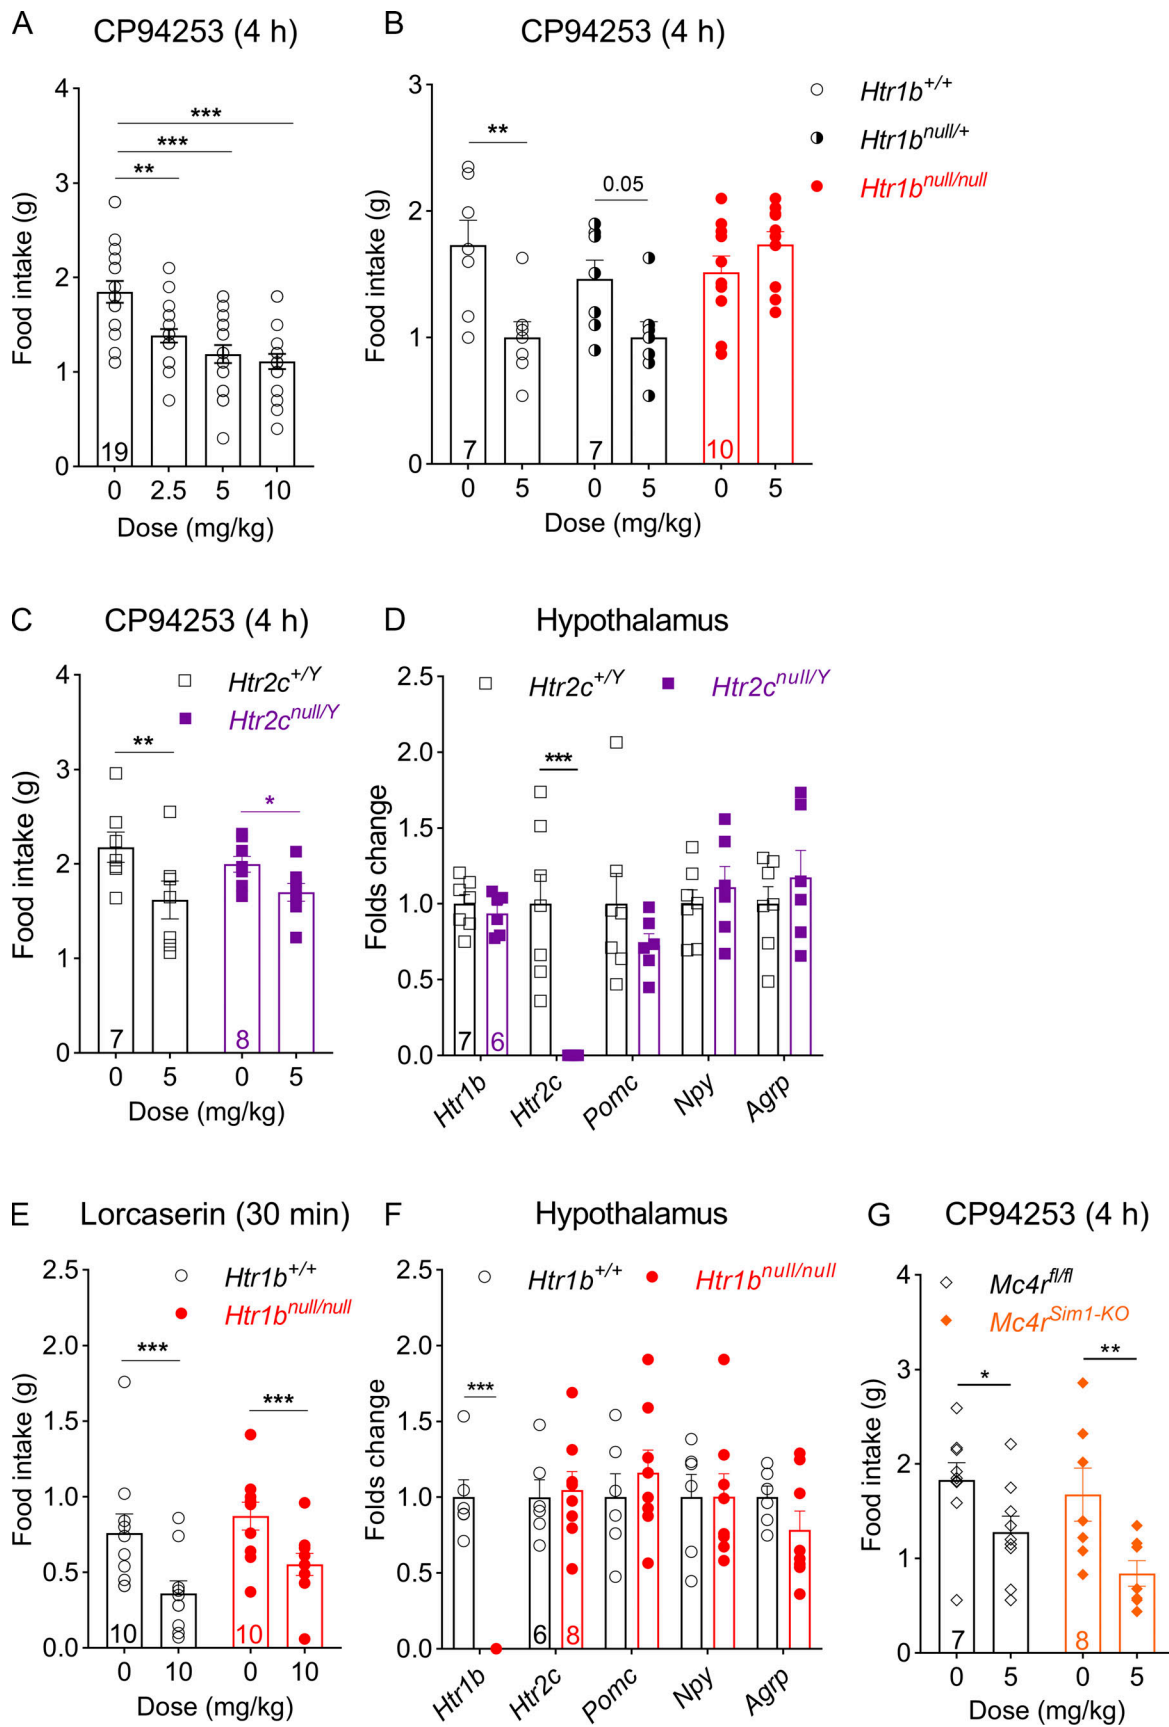 A CP94253 (4 h)
4
3
2
1
0
Food intake (g)
***
***
**
19
0 2.5 5 10
Dose (mg/kg)
B CP94253 (4 h)
3
2
1
0
Food intake (g)
**
0.05
7 7 10
0 5 0 5 0 5
Dose (mg/kg)
Htr1b+/+
Htr1bnull/+
Htr1bnull/null
C CP94253 (4 h)
4
3
2
1
0
Food intake (g)
Htr2c+/Y
Htr2cnull/Y
**
*
7 8
0 5 0 5
Dose (mg/kg)
D Hypothalamus
2.5
2.0
1.5
1.0
0.5
0.0
Folds change
Htr2c+/Y Htr2cnull/Y
***
7 6
Htr1b Htr2c Pomc Npy Agrp
E Lorcaserin (30 min)
2.5
2.0
1.5
1.0
0.5
0.0
Food intake (g)
Htr1b+/+
Htr1bnull/null
***
***
10 10
0 10 0 10
Dose (mg/kg)
F Hypothalamus
2.5
2.0
1.5
1.0
0.5
0.0
Folds change
Htr1b+/+ Htr1bnull/null
***
6 8
Htr1b Htr2c Pomc Npy Agrp
G CP94253 (4 h)
4
3
2
1
0
Food intake (g)
Mc4rfl/fl
Mc4rSim1-KO
**
*
7 8
0 5 0 5
Dose (mg/kg)